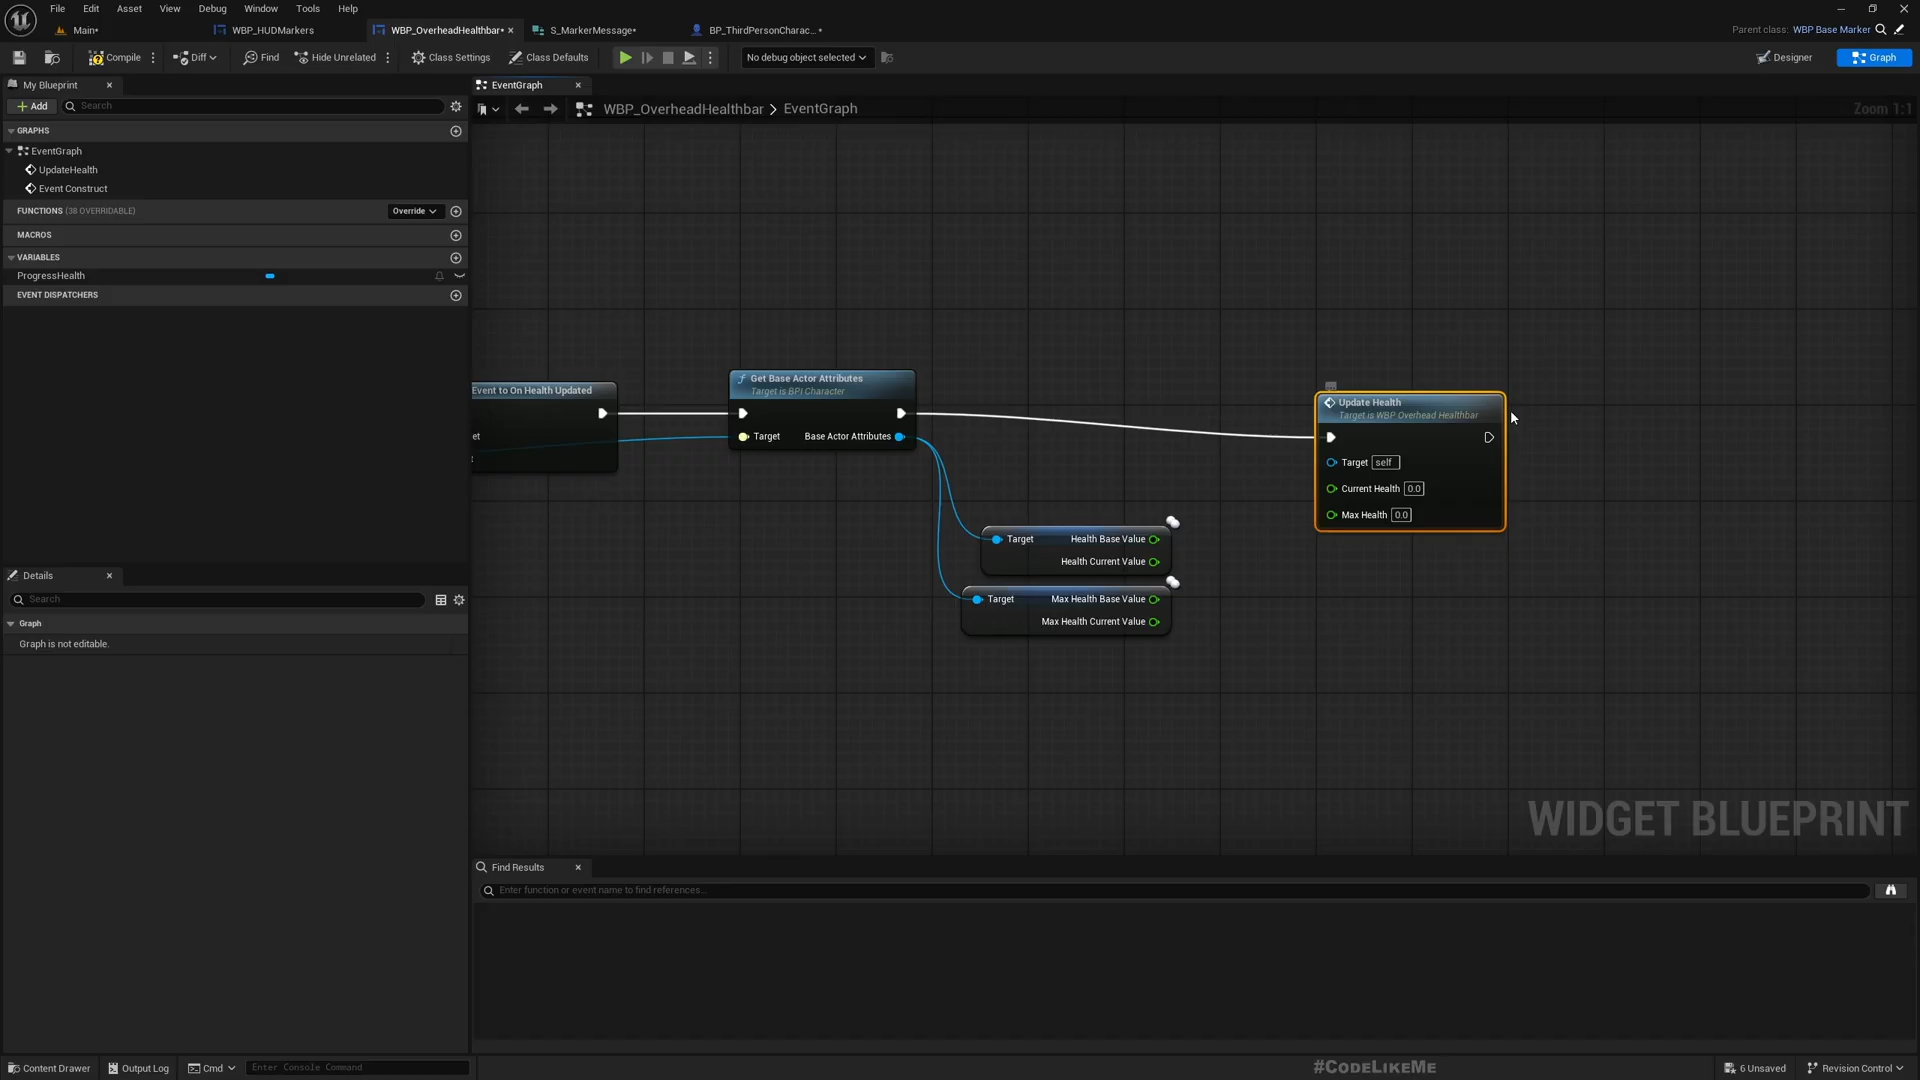 File Edit Asset View Debug Window Tools Help
Main* WBP_HUDMarkers WBP_OverheadHealthbar* S_MarkerMessage* BP_ThirdPersonCharac...* Parent class: WBP Base Marker
Compile Diff Find Hide Unrelated Class Settings Class Defaults No debug object selected Designer Graph
My Blueprint EventGraph
Add Search WBP_OverheadHealthbar > EventGraph Zoom 1:1
GRAPHS
EventGraph
UpdateHealth
Event Construct
FUNCTIONS (38 OVERRIDABLE) Override
MACROS
VARIABLES
ProgressHealth
EVENT DISPATCHERS
Event to On Health Updated
et
Get Base Actor Attributes
Target is BPI Character
Target Base Actor Attributes
Update Health
Target is WBP Overhead Healthbar
Target self
Current Health 0.0
Max Health 0.0
Target Health Base Value
Health Current Value
Target Max Health Base Value
Max Health Current Value
Details
Search
Graph
Graph is not editable.
WIDGET BLUEPRINT
Find Results
Enter function or event name to find references...
Content Drawer Output Log Cmd Enter Console Command #CODELIKEME 6 Unsaved Revision Control